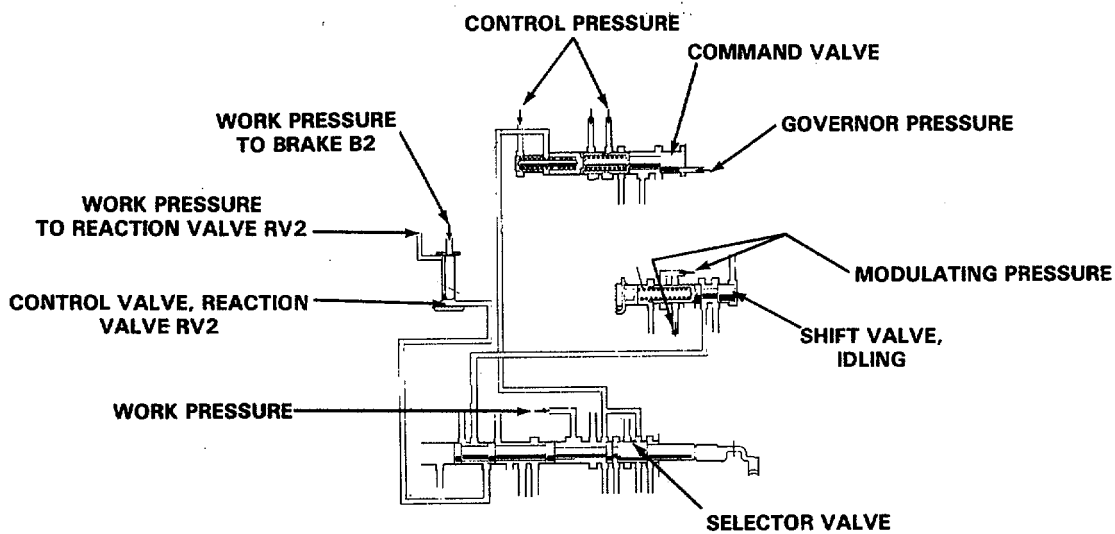 CONTROL PRESSURE
COMMAND VALVE
WORK PRESSURE
TO BRAKE B2
GOVERNOR PRESSURE
WORK PRESSURE
TO REACTION VALVE RV2
MODULATING PRESSURE
CONTROL VALVE, REACTION
VALVE RV2
SHIFT VALVE,
IDLING
WORK PRESSURE
SELECTOR VALVE